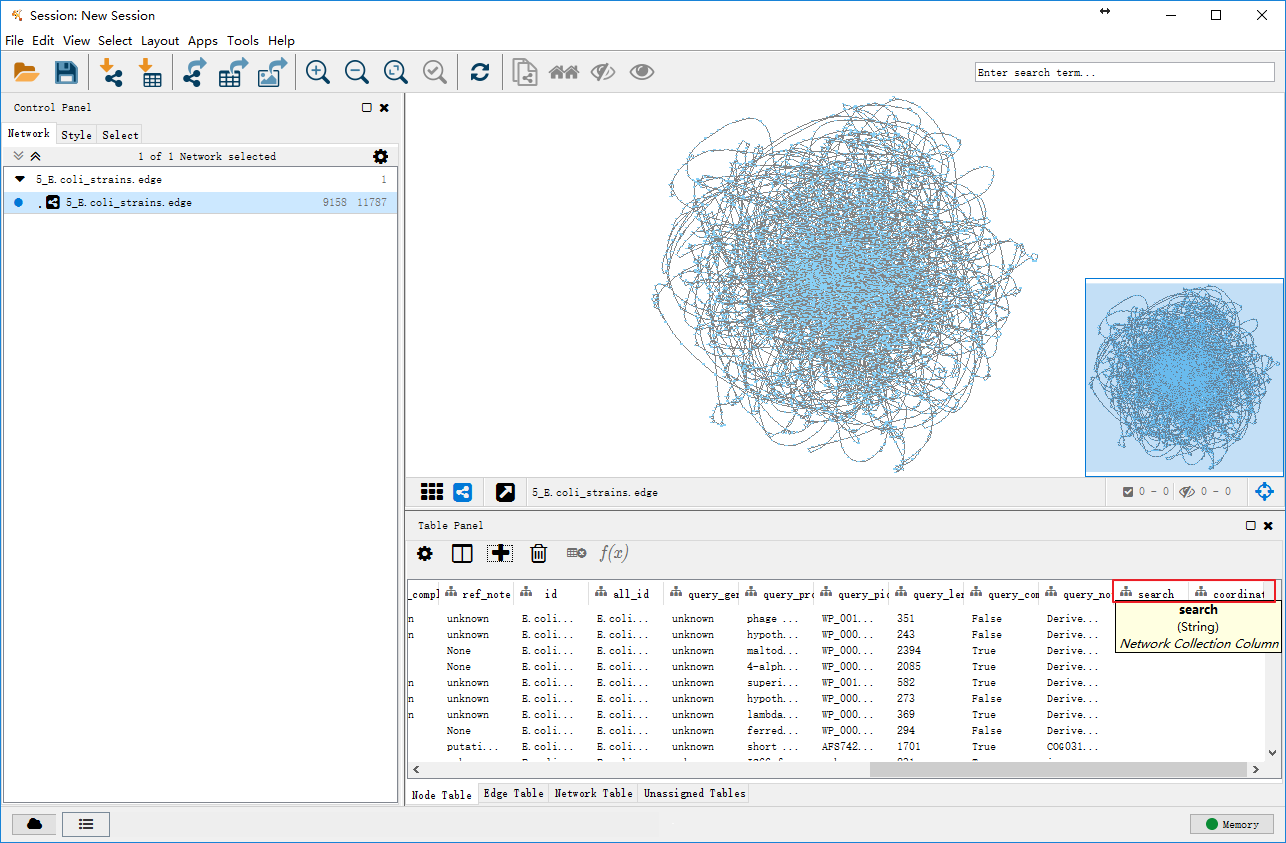 Session: New Session
File Edit View Select Layout Apps Tools Help
Enter search term...
Control Panel
Network Style Select
1 of 1 Network selected
5_E.coli_strains.edge 1
5_E.coli_strains.edge 9158 11787
5_E.coli_strains.edge
0 - 0 0 - 0
Table Panel
f(x)
_compl ref_note id all_id query_gen query_pro query_pid query_len query_com query_no search coordinat
search
(String)
Network Collection Column
n unknown E.coli... E.coli... unknown phage ... WP_001... 351 False Derive...
n unknown E.coli... E.coli... unknown hypoth... WP_000... 243 False Derive...
None E.coli... E.coli... unknown maltod... WP_000... 2394 True Derive...
None E.coli... E.coli... unknown 4-alph... WP_000... 2085 True Derive...
n unknown E.coli... E.coli... unknown superi... WP_001... 582 True Derive...
n unknown E.coli... E.coli... unknown hypoth... WP_000... 273 False Derive...
n unknown E.coli... E.coli... unknown lambda... WP_000... 369 True Derive...
None E.coli... E.coli... unknown ferred... WP_000... 294 False Derive...
putati... E.coli... E.coli... unknown short ... AFS742... 1701 True COG031...
Node Table Edge Table Network Table Unassigned Tables
Memory